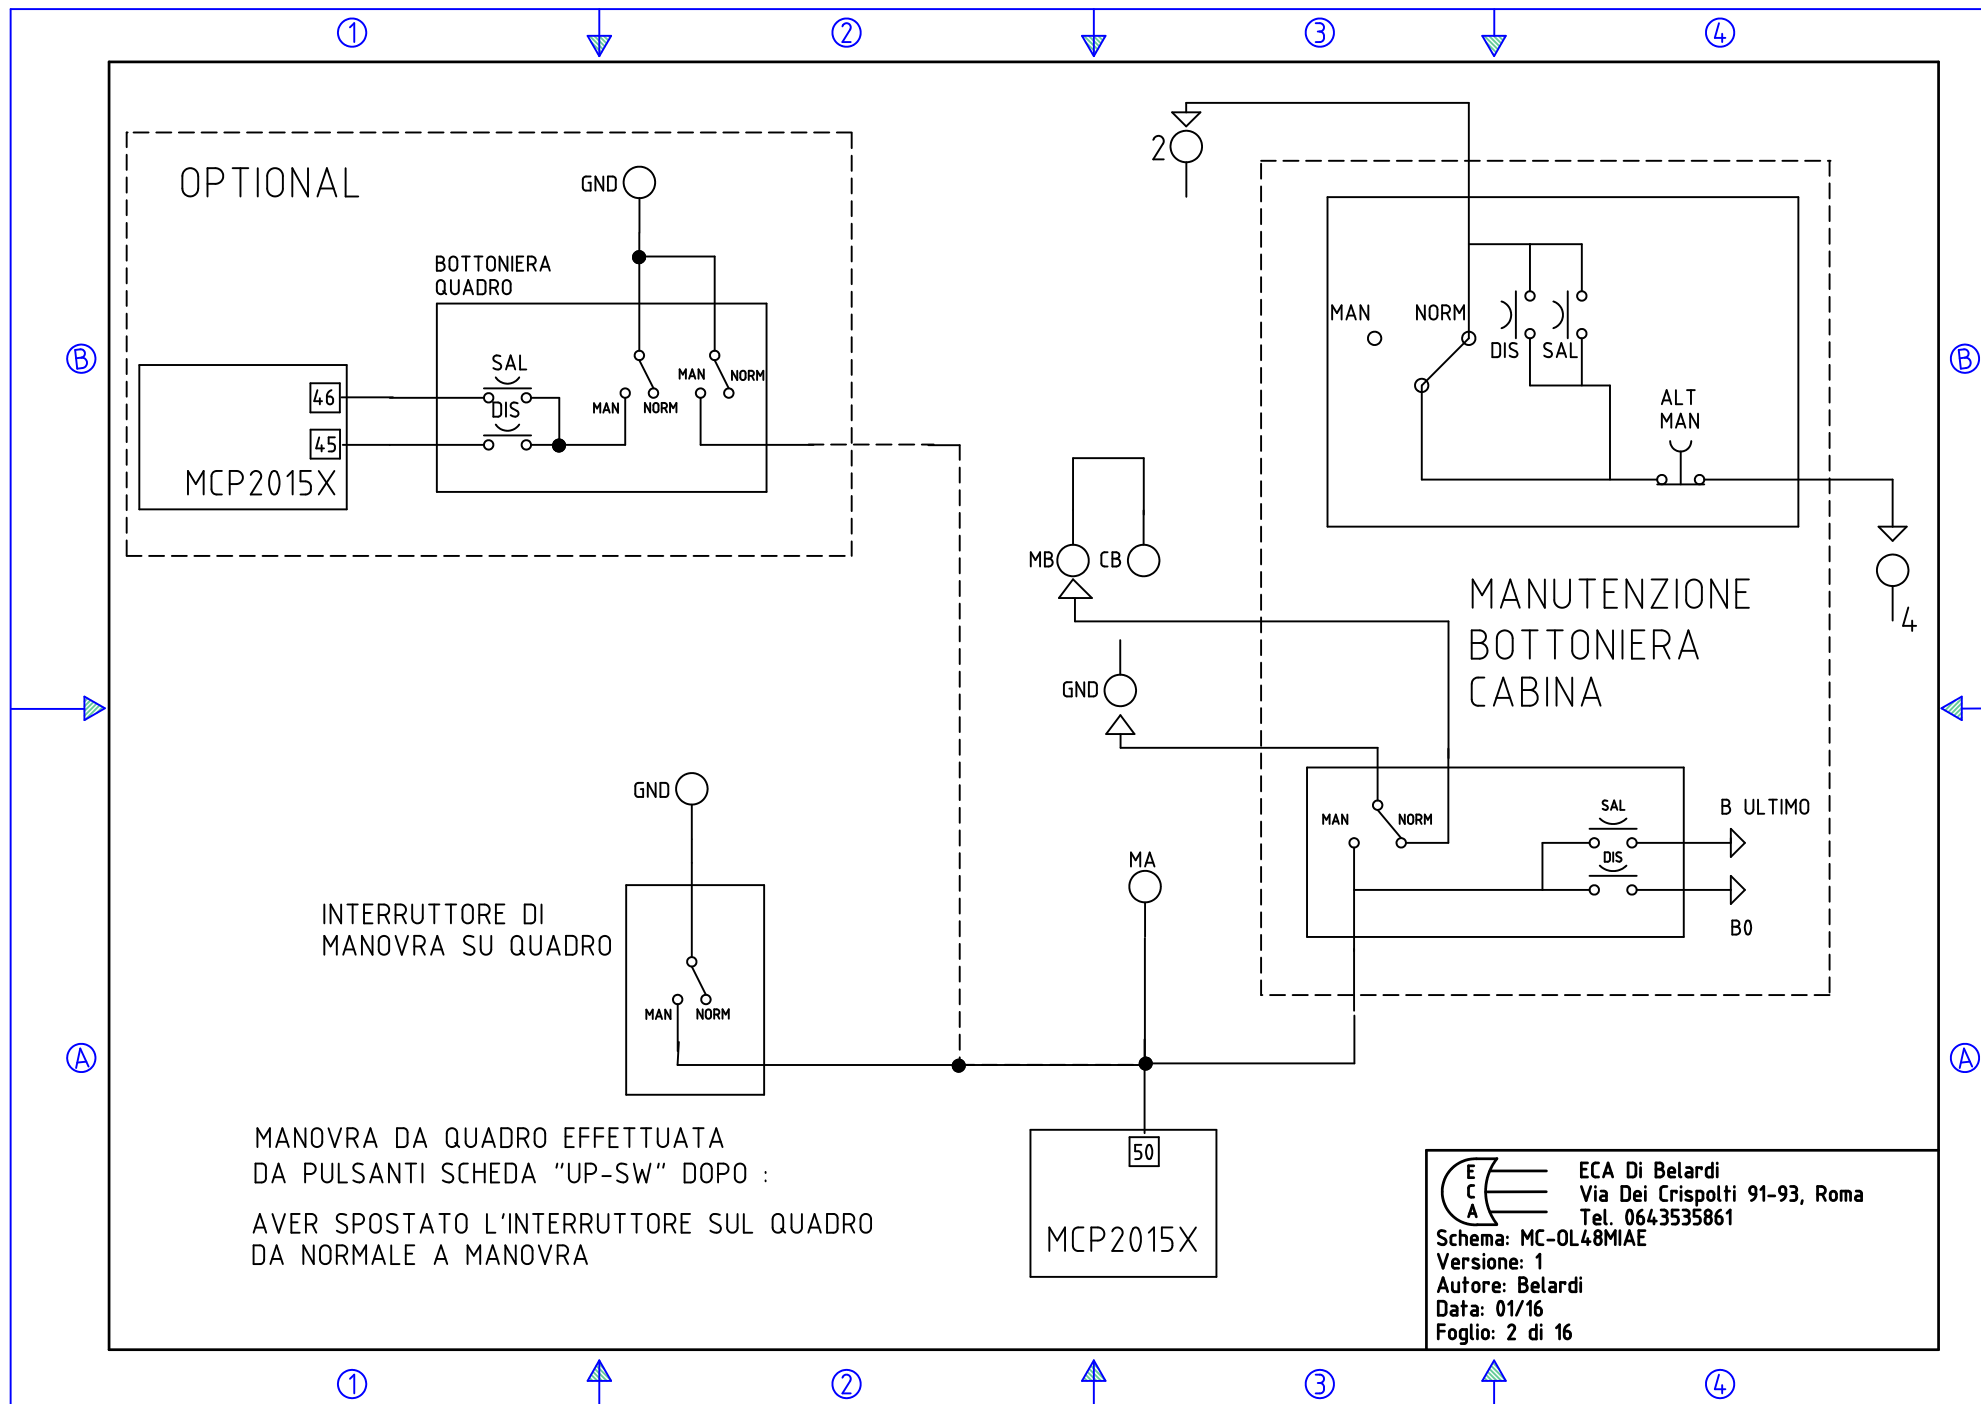 1
2
3
4
OPTIONAL
GND
BOTTONIERA
QUADRO
SAL
DIS
46
45
MCP2015X
MAN
NORM
MAN
NORM
2
MAN
NORM
DIS
SAL
ALT
MAN
4
B
B
MB
CB
GND
MANUTENZIONE
BOTTONIERA
CABINA
GND
INTERRUTTORE DI
MANOVRA SU QUADRO
MAN
NORM
MA
MAN
NORM
SAL
DIS
B ULTIMO
B0
A
A
50
MCP2015X
MANOVRA DA QUADRO EFFETTUATA
DA PULSANTI SCHEDA "UP-SW" DOPO :
AVER SPOSTATO L'INTERRUTTORE SUL QUADRO
DA NORMALE A MANOVRA
E
C
A
ECA Di Belardi
Via Dei Crispolti 91-93, Roma
Tel. 0643535861
Schema: MC-OL48MIAE
Versione: 1
Autore: Belardi
Data: 01/16
Foglio: 2 di 16
1
2
3
4